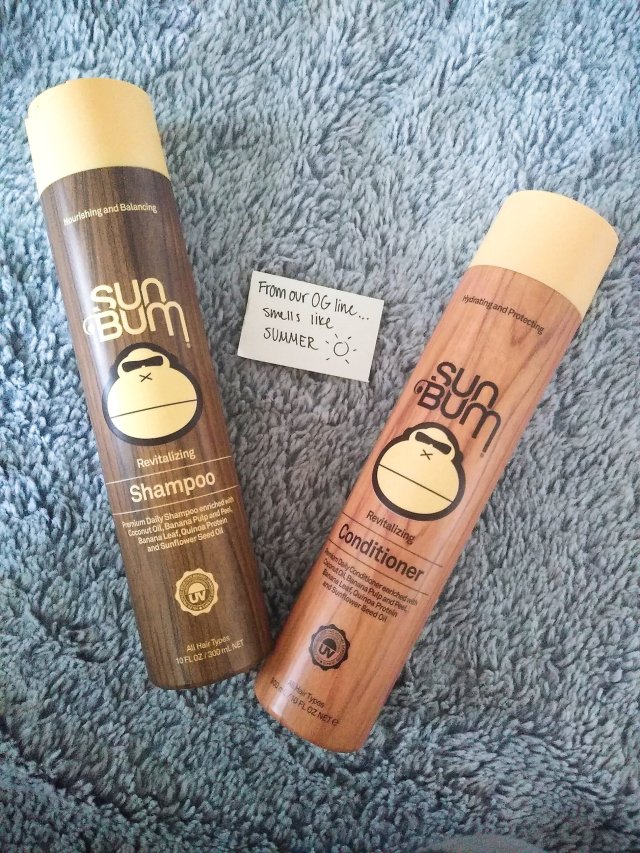 Nourishing and Balancing
SUN
BUM
Revitalizing
Shampoo
Premium Daily Shampoo enriched with
Coconut Oil, Banana Pulp and Peel,
Banana Leaf, Quinoa Protein
and Sunflower Seed Oil
UV
All Hair Types
10 FL OZ / 300 mL NET
From our OG line...
smells like
SUMMER
Hydrating and Protecting
SUN
BUM
Revitalizing
Conditioner
Premium Daily Conditioner enriched with
Coconut Oil, Banana Pulp and Peel,
Banana Leaf, Quinoa Protein
and Sunflower Seed Oil
UV
All Hair Types
FL OZ NET ℮